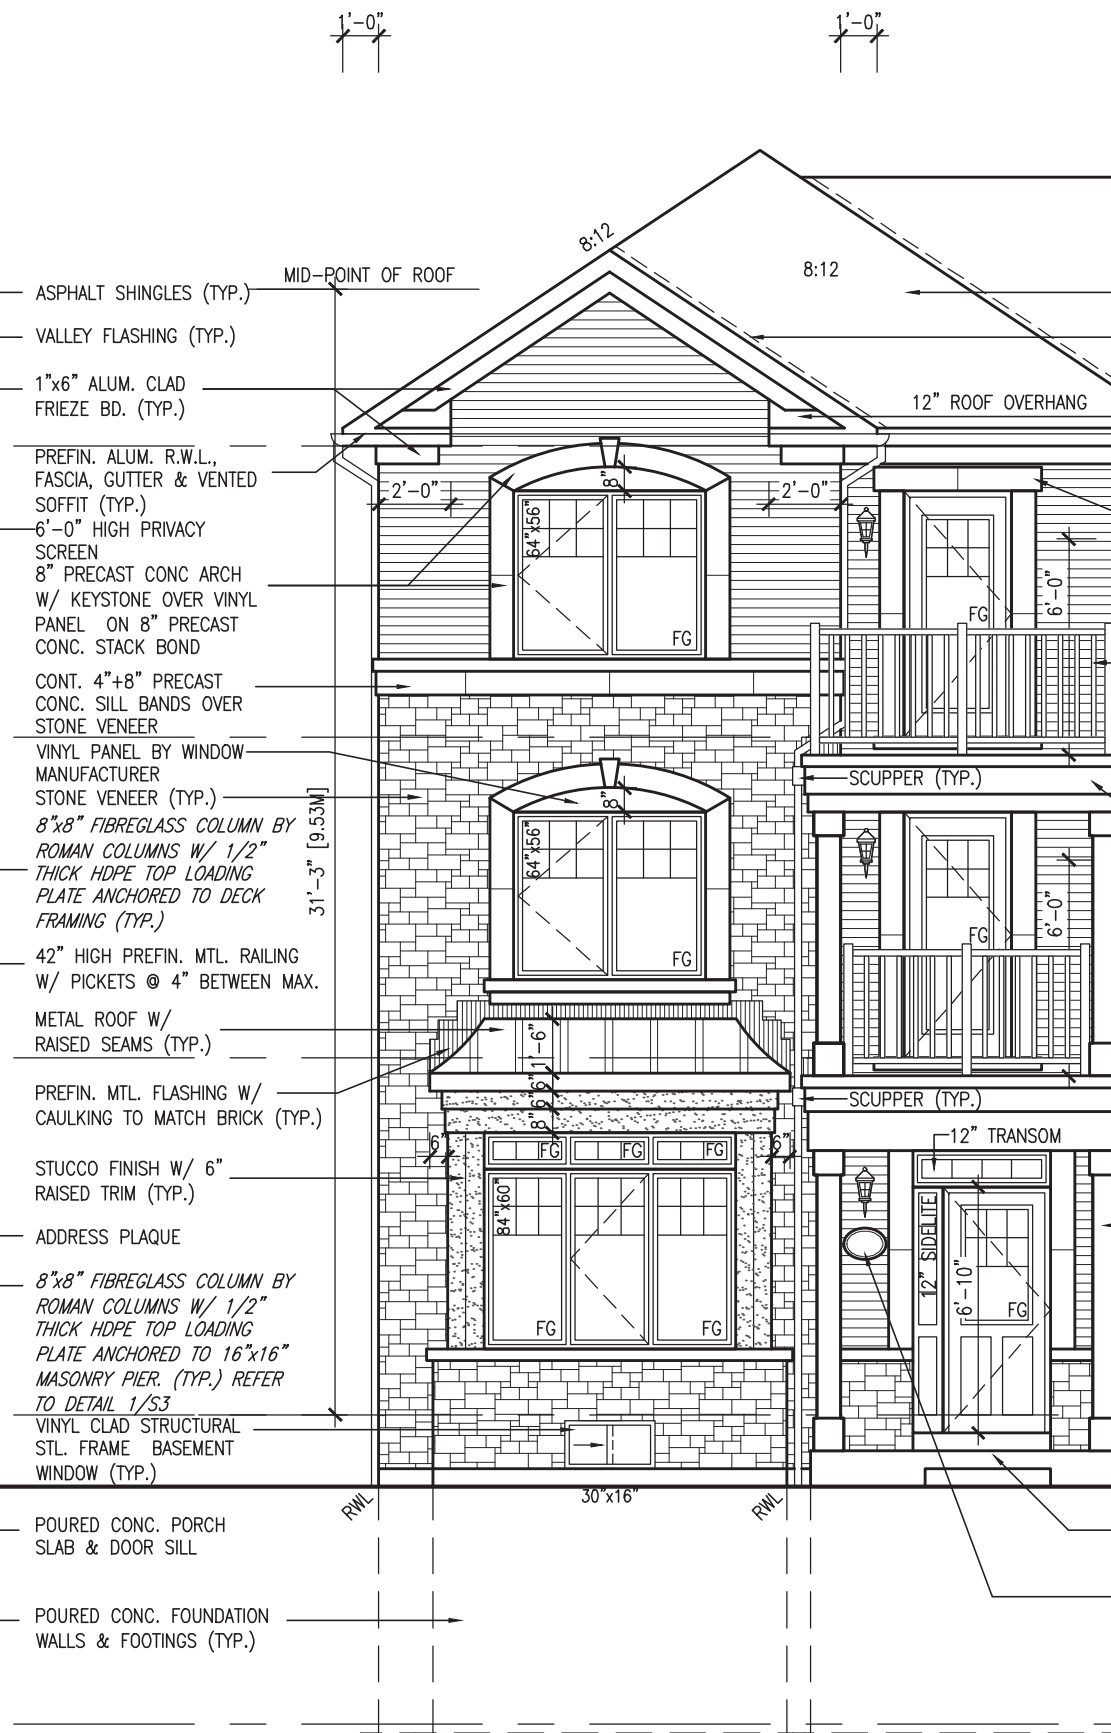 1'-0"
1'-0"
8:12
8:12
MID-POINT OF ROOF
ASPHALT SHINGLES (TYP.)
VALLEY FLASHING (TYP.)
1"x6" ALUM. CLAD
FRIEZE BD. (TYP.)
12" ROOF OVERHANG
PREFIN. ALUM. R.W.L.,
FASCIA, GUTTER & VENTED
SOFFIT (TYP.)
2'-0"
2'-0"
8"
64"x56"
FG
FG
6'-0"
6'-0" HIGH PRIVACY
SCREEN
8" PRECAST CONC ARCH
W/ KEYSTONE OVER VINYL
PANEL ON 8" PRECAST
CONC. STACK BOND
CONT. 4"+8" PRECAST
CONC. SILL BANDS OVER
STONE VENEER
VINYL PANEL BY WINDOW
MANUFACTURER
STONE VENEER (TYP.)
SCUPPER (TYP.)
8"
64"x56"
FG
FG
6'-0"
31'-3" [9.53M]
8"x8" FIBREGLASS COLUMN BY
ROMAN COLUMNS W/ 1/2"
THICK HDPE TOP LOADING
PLATE ANCHORED TO DECK
FRAMING (TYP.)
42" HIGH PREFIN. MTL. RAILING
W/ PICKETS @ 4" BETWEEN MAX.
METAL ROOF W/
RAISED SEAMS (TYP.)
1'-6"
6"
6"
8"
PREFIN. MTL. FLASHING W/
CAULKING TO MATCH BRICK (TYP.)
SCUPPER (TYP.)
6"
6"
FG
FG
FG
12" TRANSOM
STUCCO FINISH W/ 6"
RAISED TRIM (TYP.)
84"x60"
12" SIDELITE
6'-10"
ADDRESS PLAQUE
8"x8" FIBREGLASS COLUMN BY
ROMAN COLUMNS W/ 1/2"
THICK HDPE TOP LOADING
PLATE ANCHORED TO 16"x16"
MASONRY PIER. (TYP.) REFER
TO DETAIL 1/S3
FG
FG
FG
VINYL CLAD STRUCTURAL
STL. FRAME BASEMENT
WINDOW (TYP.)
RWL
30"x16"
RWL
POURED CONC. PORCH
SLAB & DOOR SILL
POURED CONC. FOUNDATION
WALLS & FOOTINGS (TYP.)